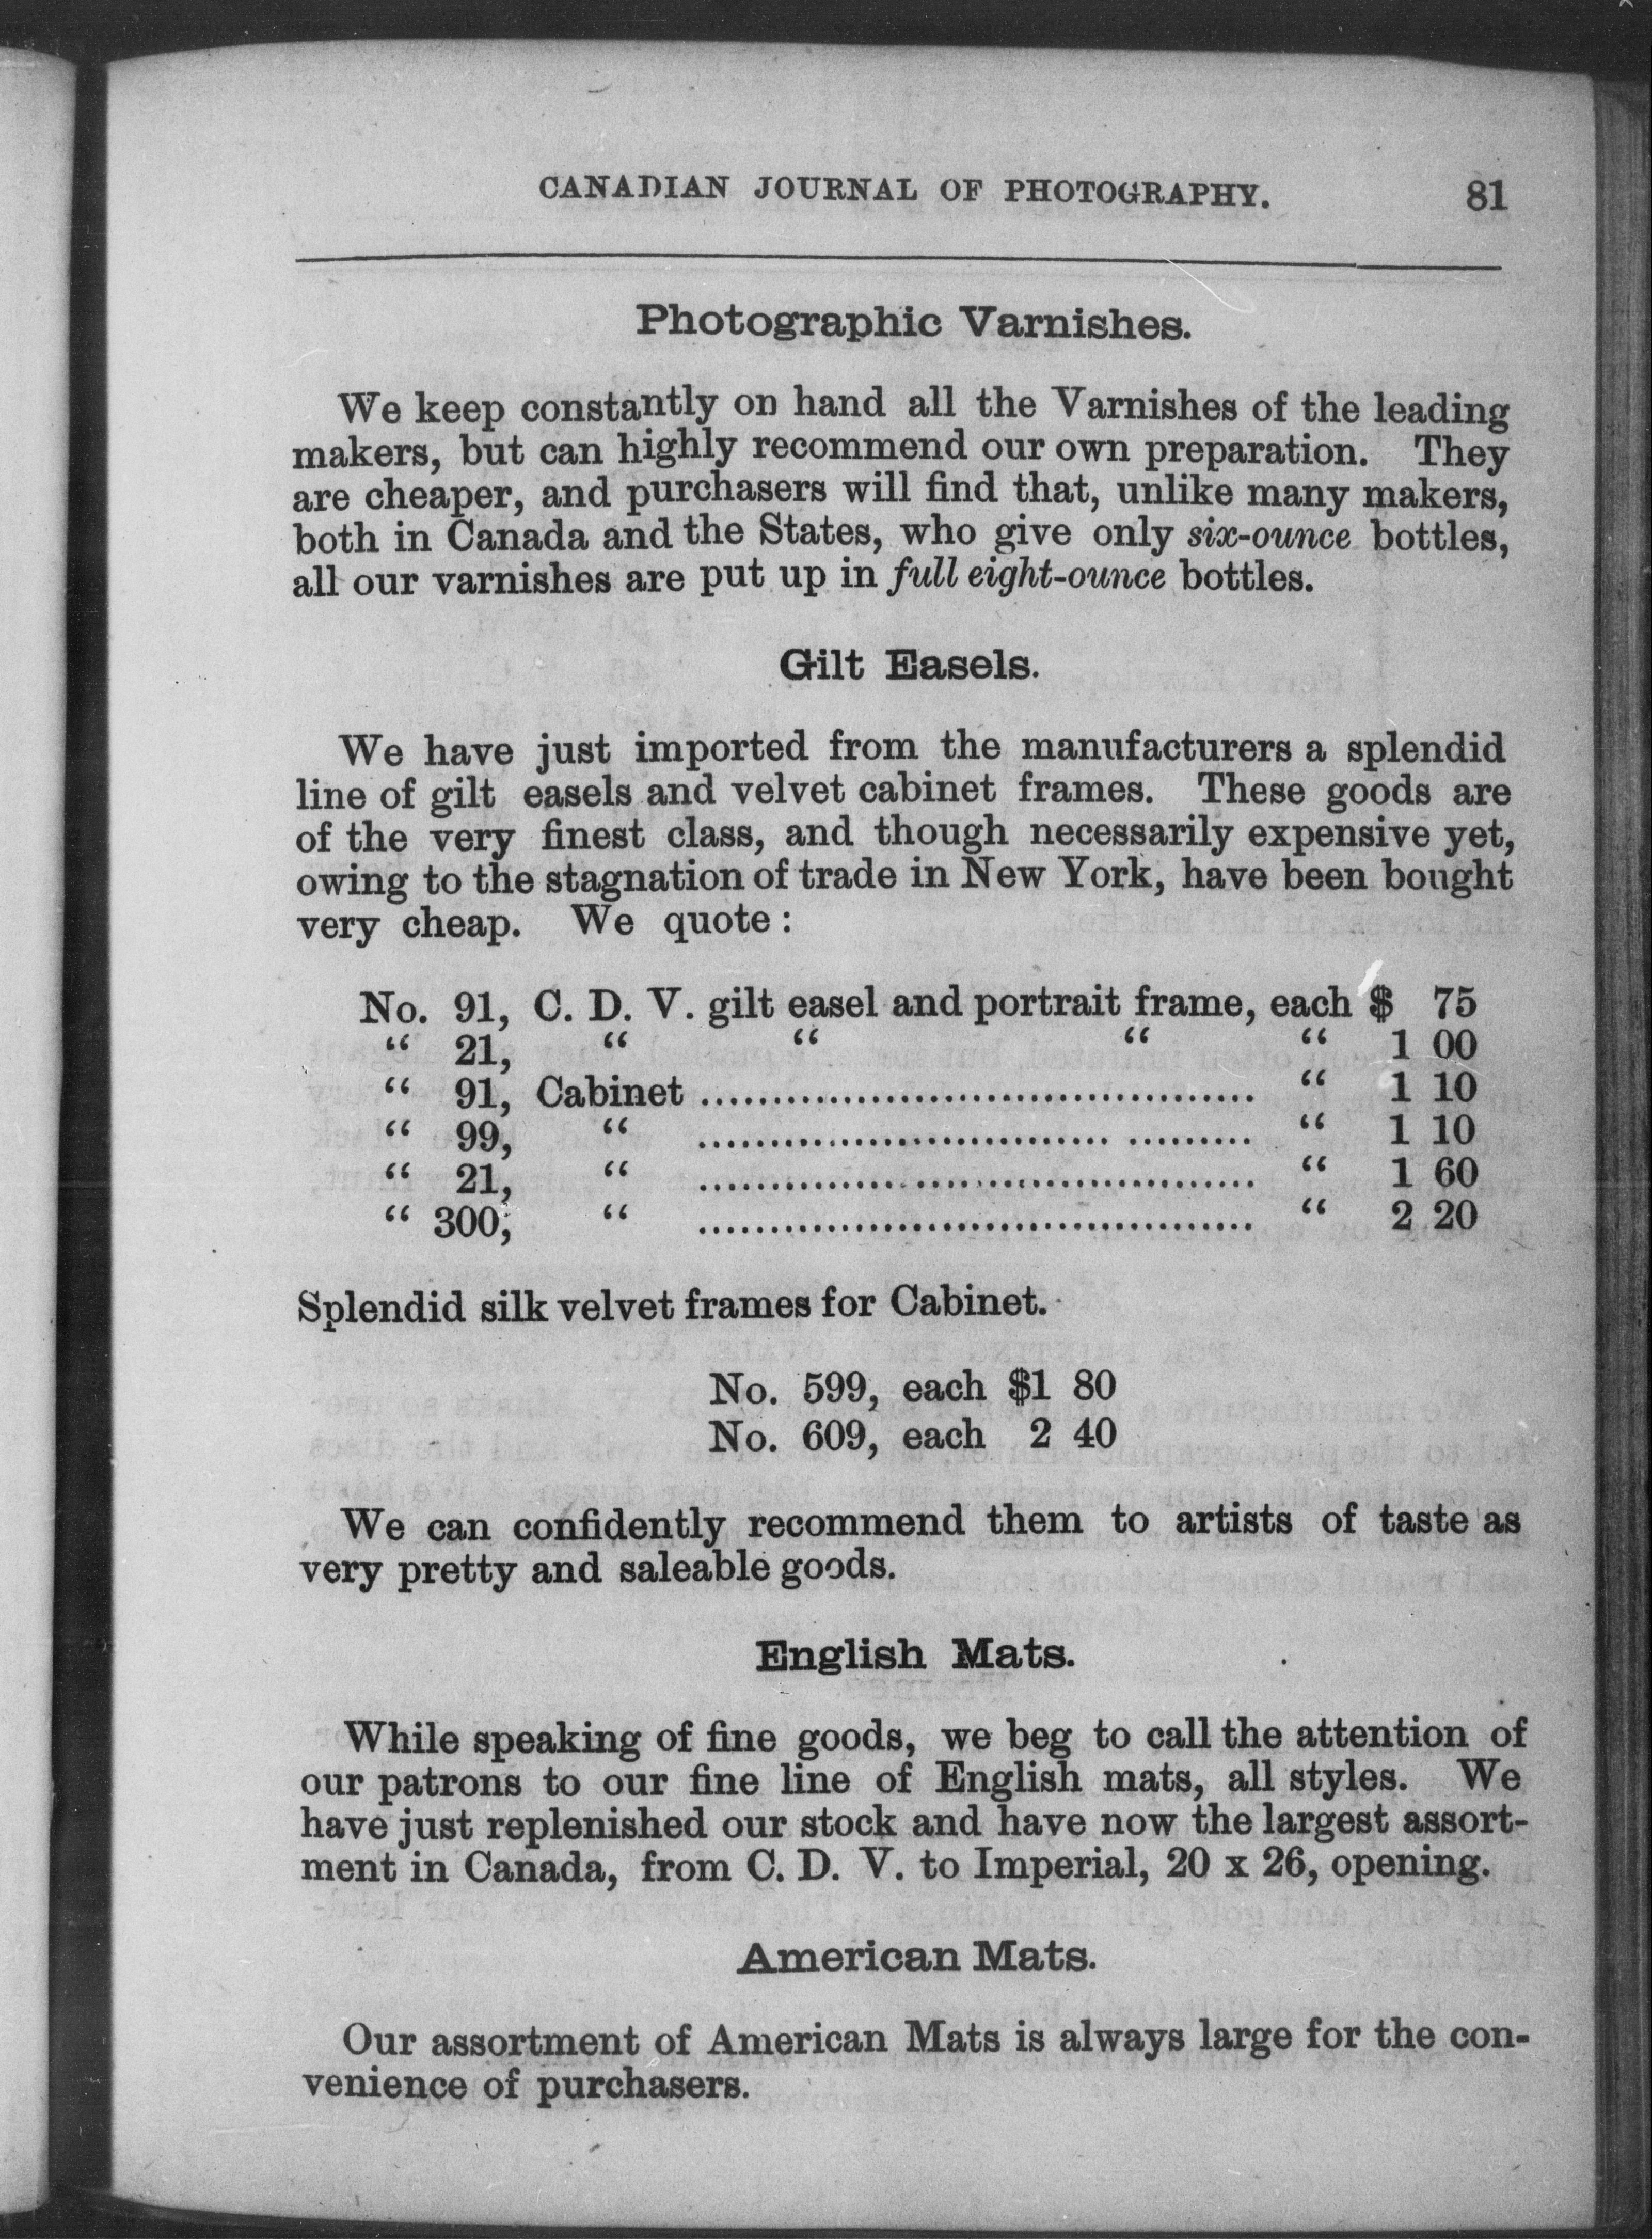 CANADIAN JOURNAL OF PHOTOGRAPHY. 81
Photographic Varnishes.
We keep constantly on hand all the Varnishes of the leading
makers, but can highly recommend our own preparation. They
are cheaper, and purchasers will find that, unlike many makers,
both in Canada and the States, who give only six-ounce bottles,
all our varnishes are put up in full eight-ounce bottles.
Gilt Easels.
We have just imported from the manufacturers a splendid
line of gilt easels and velvet cabinet frames. These goods are
of the very finest class, and though necessarily expensive yet,
owing to the stagnation of trade in New York, have been bought
very cheap. We quote:
No. 91, C. D. V. gilt easel and portrait frame, each $ 75
“ 21, “ “ “ “ 1 00
“ 91, Cabinet ....................................... “ 1 10
“ 99, “ ....................................... “ 1 10
“ 21, “ ....................................... “ 1 60
“ 300, “ ....................................... “ 2 20
Splendid silk velvet frames for Cabinet.
No. 599, each $1 80
No. 609, each 2 40
We can confidently recommend them to artists of taste as
very pretty and saleable goods.
English Mats.
While speaking of fine goods, we beg to call the attention of
our patrons to our fine line of English mats, all styles. We
have just replenished our stock and have now the largest assort-
ment in Canada, from C. D. V. to Imperial, 20 x 26, opening.
American Mats.
Our assortment of American Mats is always large for the con-
venience of purchasers.